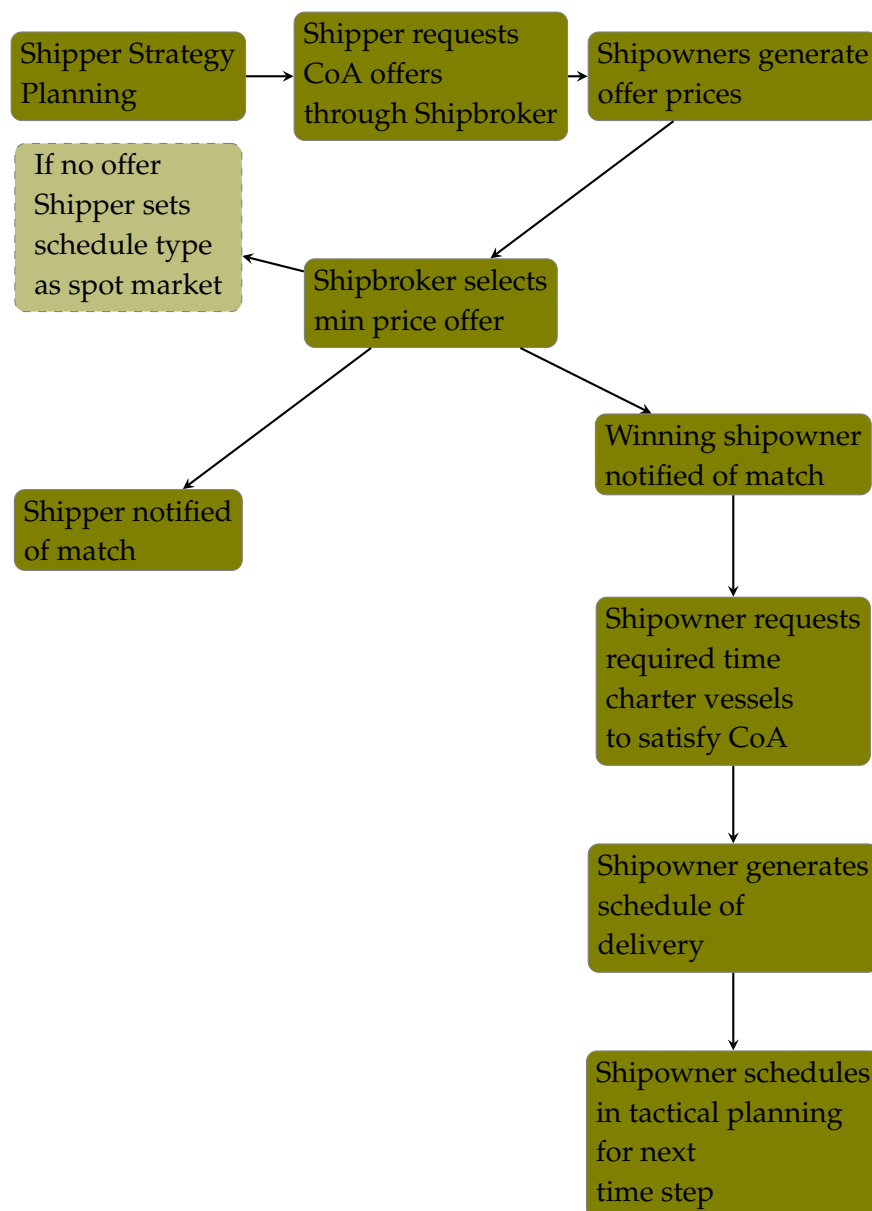 Shipper Strategy
Planning
Shipper requests
CoA offers
through Shipbroker
Shipowners generate
offer prices
If no offer
Shipper sets
schedule type
as spot market
Shipbroker selects
min price offer
Winning shipowner
notified of match
Shipper notified
of match
Shipowner requests
required time
charter vessels
to satisfy CoA
Shipowner generates
schedule of
delivery
Shipowner schedules
in tactical planning
for next
time step